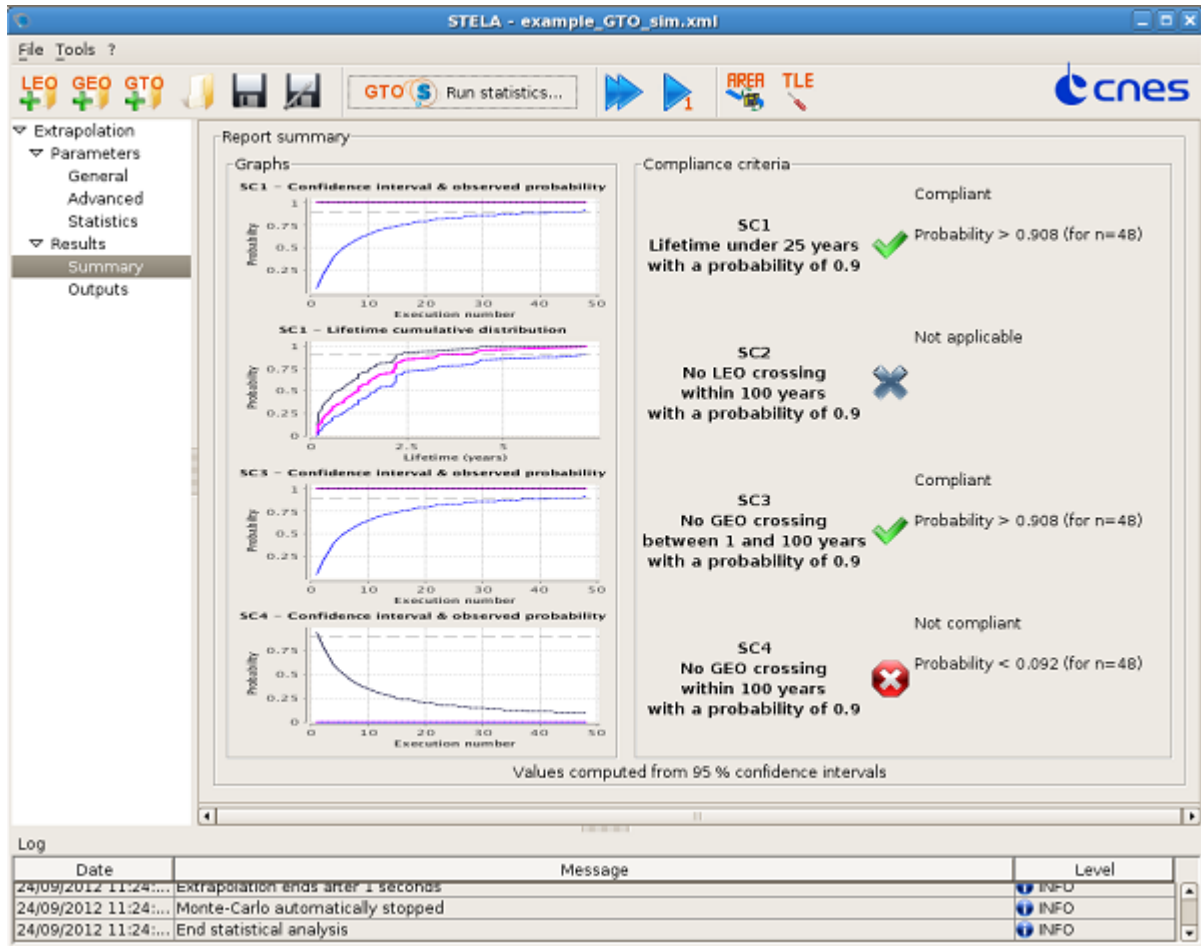 STELA - example_GTO_sim.xml
File Tools ?
LEO GEO GTO
GTO S Run statistics...
1
AREA TLE
cnes
Extrapolation
Parameters
General
Advanced
Statistics
Results
Summary
Outputs
Report summary
Graphs
SC1 - Confidence interval & observed probability
Probability
1
0.75
0.5
0.25
0 10 20 30 40 50
Execution number
SC1 - Lifetime cumulative distribution
Probability
1
0.75
0.5
0.25
0
0 2.5 5
Lifetime (years)
SC3 - Confidence interval & observed probability
Probability
1
0.75
0.5
0.25
0 10 20 30 40 50
Execution number
SC4 - Confidence interval & observed probability
Probability
0.75
0.5
0.25
0
0 10 20 30 40 50
Execution number
Compliance criteria
SC1
Lifetime under 25 years
with a probability of 0.9
Compliant
Probability > 0.908 (for n=48)
SC2
No LEO crossing
within 100 years
with a probability of 0.9
Not applicable
SC3
No GEO crossing
between 1 and 100 years
with a probability of 0.9
Compliant
Probability > 0.908 (for n=48)
SC4
No GEO crossing
within 100 years
with a probability of 0.9
Not compliant
Probability < 0.092 (for n=48)
Values computed from 95 % confidence intervals
Log
Date Message Level
24/09/2012 11:24:... Extrapolation ends after 1 seconds INFO
24/09/2012 11:24:... Monte-Carlo automatically stopped INFO
24/09/2012 11:24:... End statistical analysis INFO